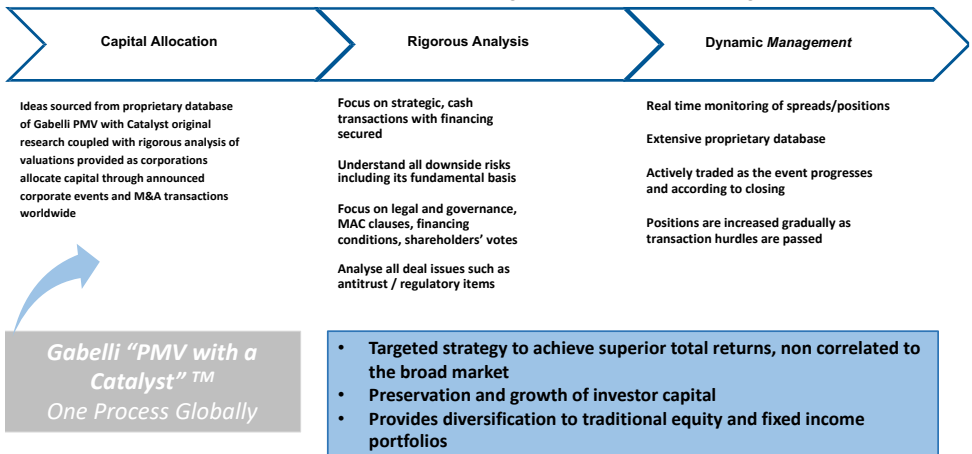 Capital Allocation
Rigorous Analysis
Dynamic Management
Ideas sourced from proprietary database
of Gabelli PMV with Catalyst original
research coupled with rigorous analysis of
valuations provided as corporations
allocate capital through announced
corporate events and M&A transactions
worldwide
Focus on strategic, cash
transactions with financing
secured
Understand all downside risks
including its fundamental basis
Focus on legal and governance,
MAC clauses, financing
conditions, shareholders’ votes
Analyse all deal issues such as
antitrust / regulatory items
Real time monitoring of spreads/positions
Extensive proprietary database
Actively traded as the event progresses
and according to closing
Positions are increased gradually as
transaction hurdles are passed
Gabelli “PMV with a
Catalyst” TM
One Process Globally
• Targeted strategy to achieve superior total returns, non correlated to
the broad market
• Preservation and growth of investor capital
• Provides diversification to traditional equity and fixed income
portfolios